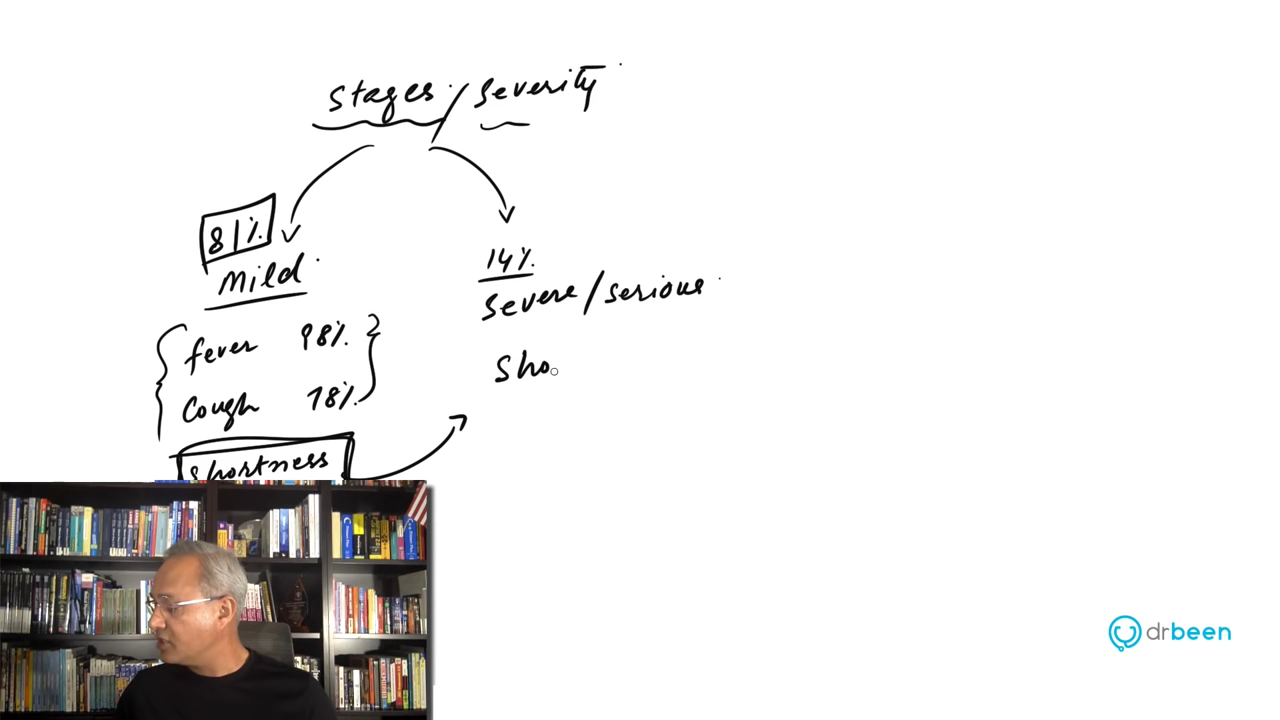 Stages / Severity
81%
Mild
14%
Severe / Serious
fever 98%
Cough 78%
Shortness
Sho
drbeen